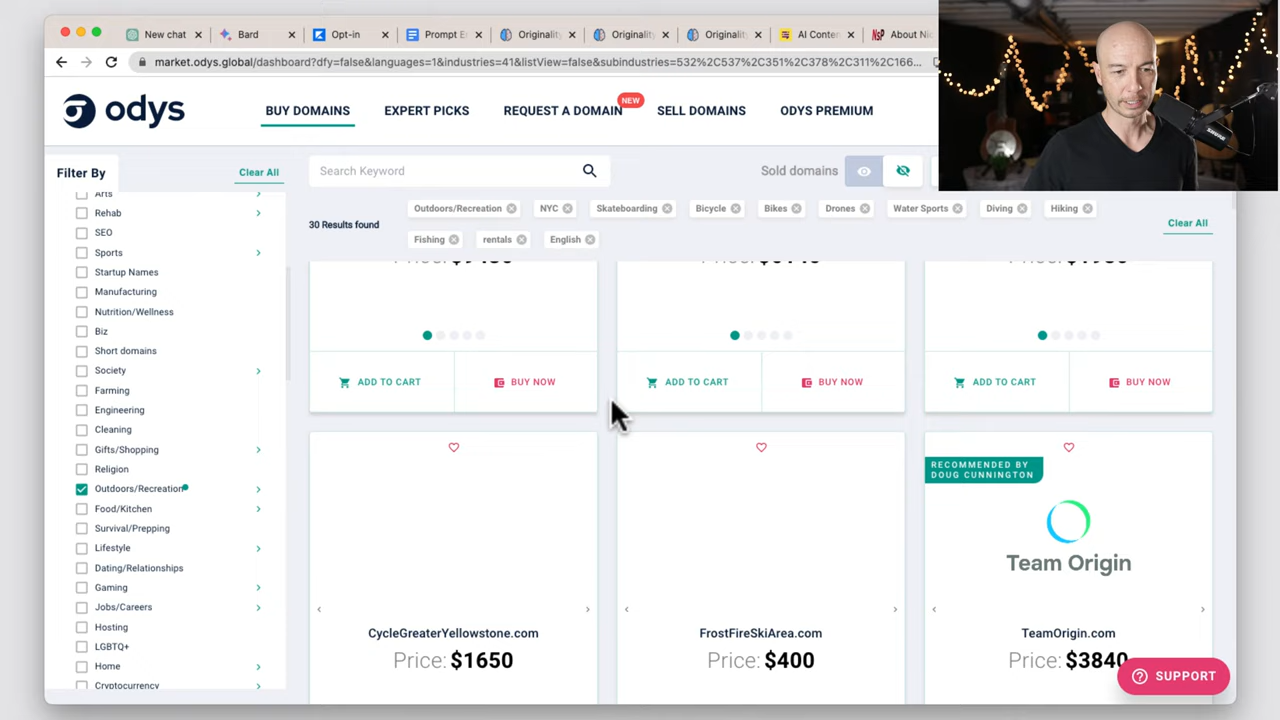 New chat
Bard
Opt-in
Prompt E
Originality
Originality
Originality
AI Conten
NSP About Nic
market.odys.global/dashboard?dfy=false&languages=1&industries=41&listView=false&subindustries=532%2C537%2C351%2C378%2C311%2C166...
odys
BUY DOMAINS
EXPERT PICKS
REQUEST A DOMAIN
NEW
SELL DOMAINS
ODYS PREMIUM
Filter By
Clear All
Search Keyword
Sold domains
30 Results found
Outdoors/Recreation
NYC
Skateboarding
Bicycle
Bikes
Drones
Water Sports
Diving
Hiking
Fishing
rentals
English
Clear All
Arts
Rehab
SEO
Sports
Startup Names
Manufacturing
Nutrition/Wellness
Biz
Short domains
Society
Farming
Engineering
Cleaning
Gifts/Shopping
Religion
Outdoors/Recreation
Food/Kitchen
Survival/Prepping
Lifestyle
Dating/Relationships
Gaming
Jobs/Careers
Hosting
LGBTQ+
Home
Cryptocurrency
ADD TO CART
BUY NOW
ADD TO CART
BUY NOW
ADD TO CART
BUY NOW
RECOMMENDED BY
DOUG CUNNINGTON
Team Origin
CycleGreaterYellowstone.com
Price: $1650
FrostFireSkiArea.com
Price: $400
TeamOrigin.com
Price: $3840
SUPPORT